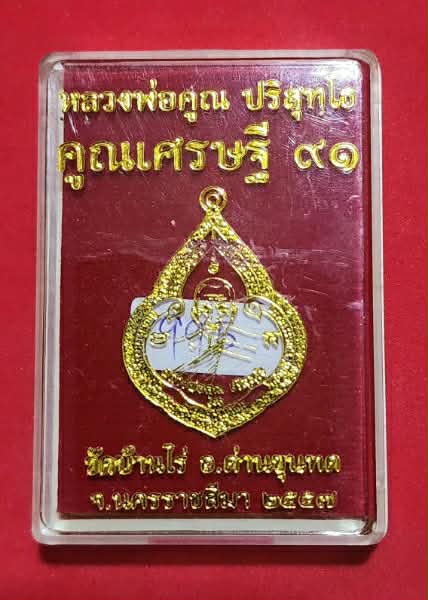 หลวงพ่อคูณ ปริสุทฺโธ
คูณเศรษฐี ๙๑
วัดบ้านไร่ อ.ด่านขุนทด
จ.นครราชสีมา ๒๕๕๗